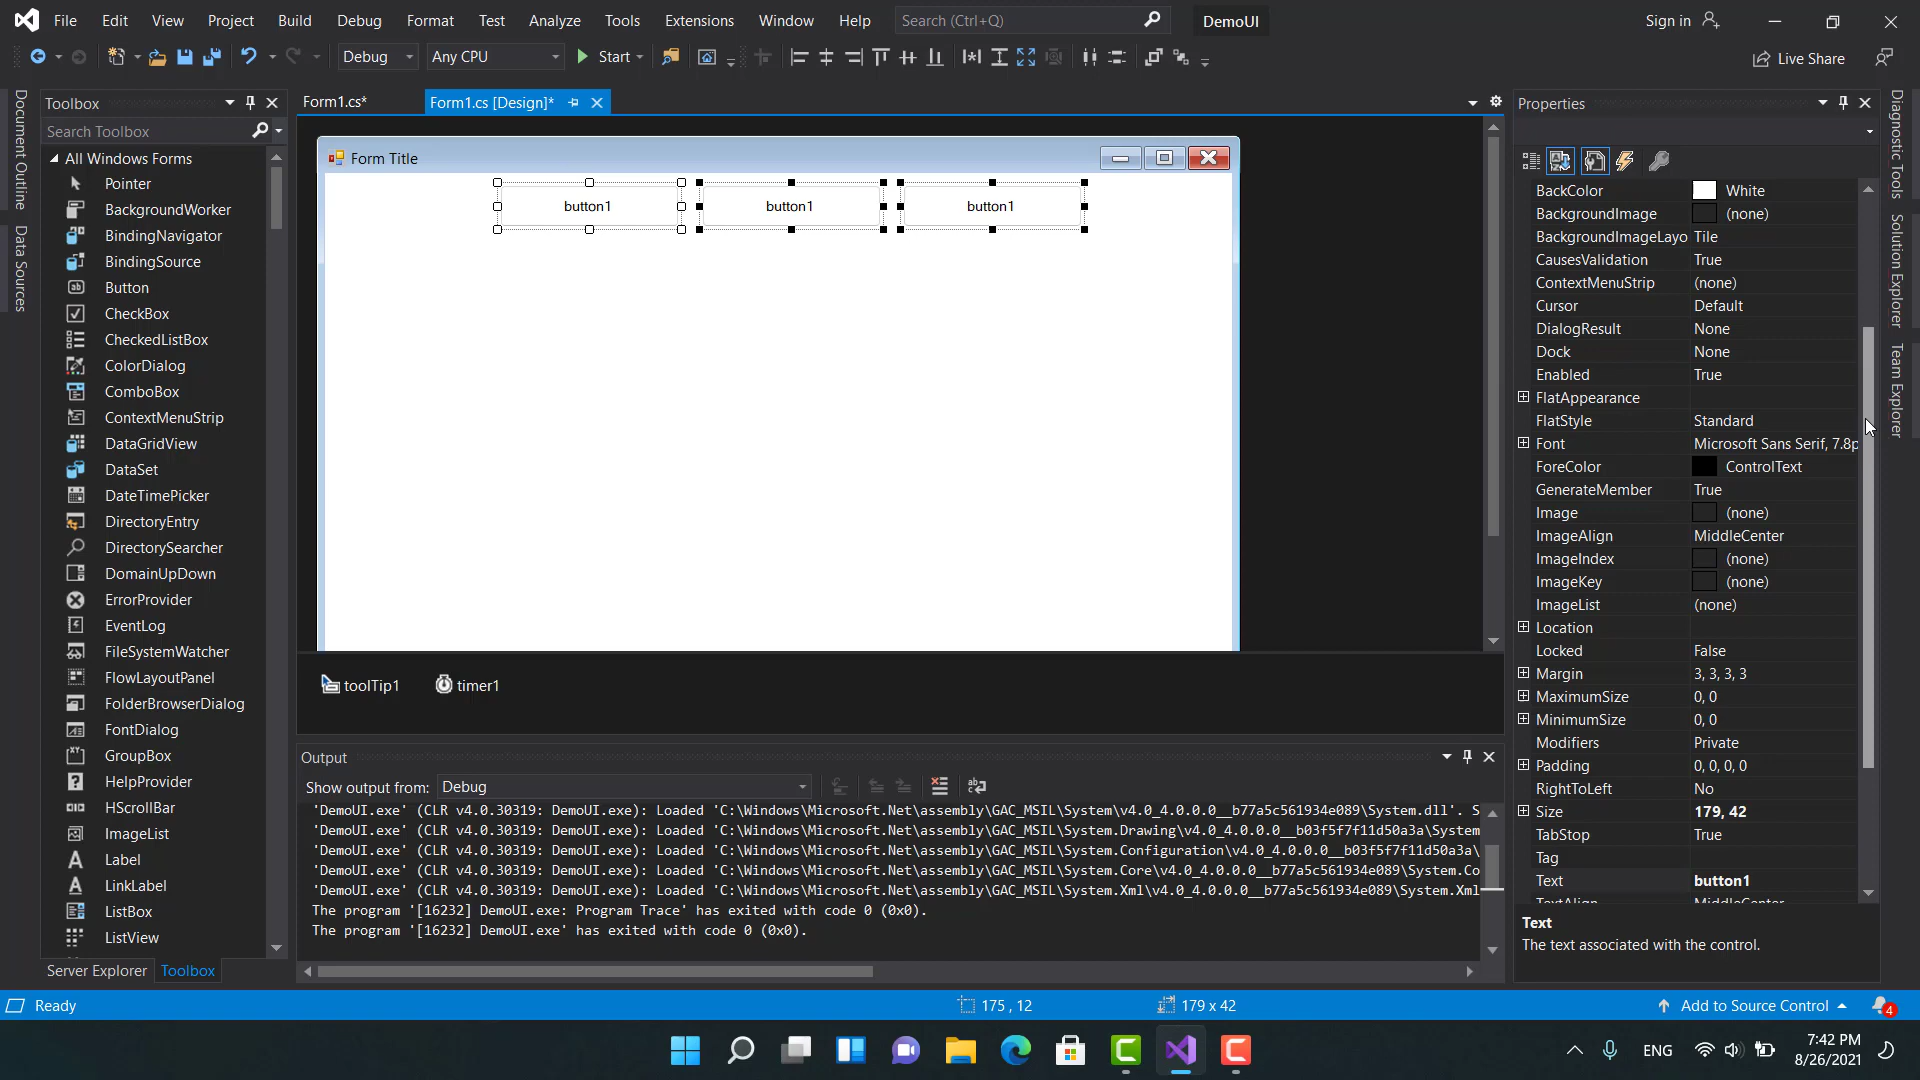 File Edit View Project Build Debug Format Test Analyze Tools Extensions Window Help Search (Ctrl+Q) DemoUI Sign in
Debug Any CPU Start Live Share
Document Outline
Data Sources
Toolbox
Search Toolbox
All Windows Forms
Pointer
BackgroundWorker
BindingNavigator
BindingSource
Button
CheckBox
CheckedListBox
ColorDialog
ComboBox
ContextMenuStrip
DataGridView
DataSet
DateTimePicker
DirectoryEntry
DirectorySearcher
DomainUpDown
ErrorProvider
EventLog
FileSystemWatcher
FlowLayoutPanel
FolderBrowserDialog
FontDialog
GroupBox
HelpProvider
HScrollBar
ImageList
Label
LinkLabel
ListBox
ListView
Server Explorer Toolbox
Form1.cs* Form1.cs [Design]*
Form Title
button1 button1 button1
toolTip1 timer1
Output
Show output from: Debug
'DemoUI.exe' (CLR v4.0.30319: DemoUI.exe): Loaded 'C:\Windows\Microsoft.Net\assembly\GAC_MSIL\System\v4.0_4.0.0.0__b77a5c561934e089\System.dll'. S
'DemoUI.exe' (CLR v4.0.30319: DemoUI.exe): Loaded 'C:\Windows\Microsoft.Net\assembly\GAC_MSIL\System.Drawing\v4.0_4.0.0.0__b03f5f7f11d50a3a\System
'DemoUI.exe' (CLR v4.0.30319: DemoUI.exe): Loaded 'C:\Windows\Microsoft.Net\assembly\GAC_MSIL\System.Configuration\v4.0_4.0.0.0__b03f5f7f11d50a3a\
'DemoUI.exe' (CLR v4.0.30319: DemoUI.exe): Loaded 'C:\Windows\Microsoft.Net\assembly\GAC_MSIL\System.Core\v4.0_4.0.0.0__b77a5c561934e089\System.Co
'DemoUI.exe' (CLR v4.0.30319: DemoUI.exe): Loaded 'C:\Windows\Microsoft.Net\assembly\GAC_MSIL\System.Xml\v4.0_4.0.0.0__b77a5c561934e089\System.Xml
The program '[16232] DemoUI.exe: Program Trace' has exited with code 0 (0x0).
The program '[16232] DemoUI.exe' has exited with code 0 (0x0).
Properties
BackColor White
BackgroundImage (none)
BackgroundImageLayo Tile
CausesValidation True
ContextMenuStrip (none)
Cursor Default
DialogResult None
Dock None
Enabled True
FlatAppearance
FlatStyle Standard
Font Microsoft Sans Serif, 7.8p
ForeColor ControlText
GenerateMember True
Image (none)
ImageAlign MiddleCenter
ImageIndex (none)
ImageKey (none)
ImageList (none)
Location
Locked False
Margin 3, 3, 3, 3
MaximumSize 0, 0
MinimumSize 0, 0
Modifiers Private
Padding 0, 0, 0, 0
RightToLeft No
Size 179, 42
TabStop True
Tag
Text button1
TextAlign MiddleCenter
Text
The text associated with the control.
Diagnostic Tools
Solution Explorer
Team Explorer
Ready 175 , 12 179 x 42 Add to Source Control 4
ENG 7:42 PM
8/26/2021